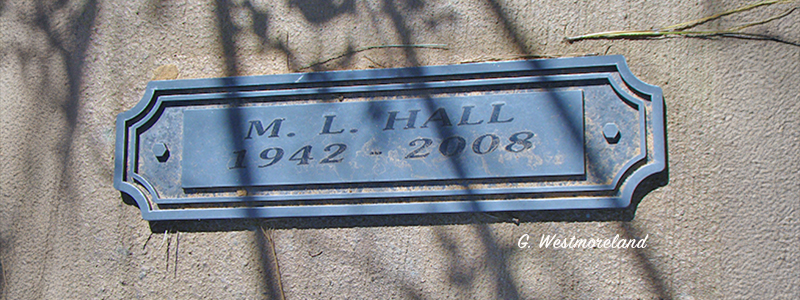 M. L. HALL
1942 - 2008
G. Westmoreland